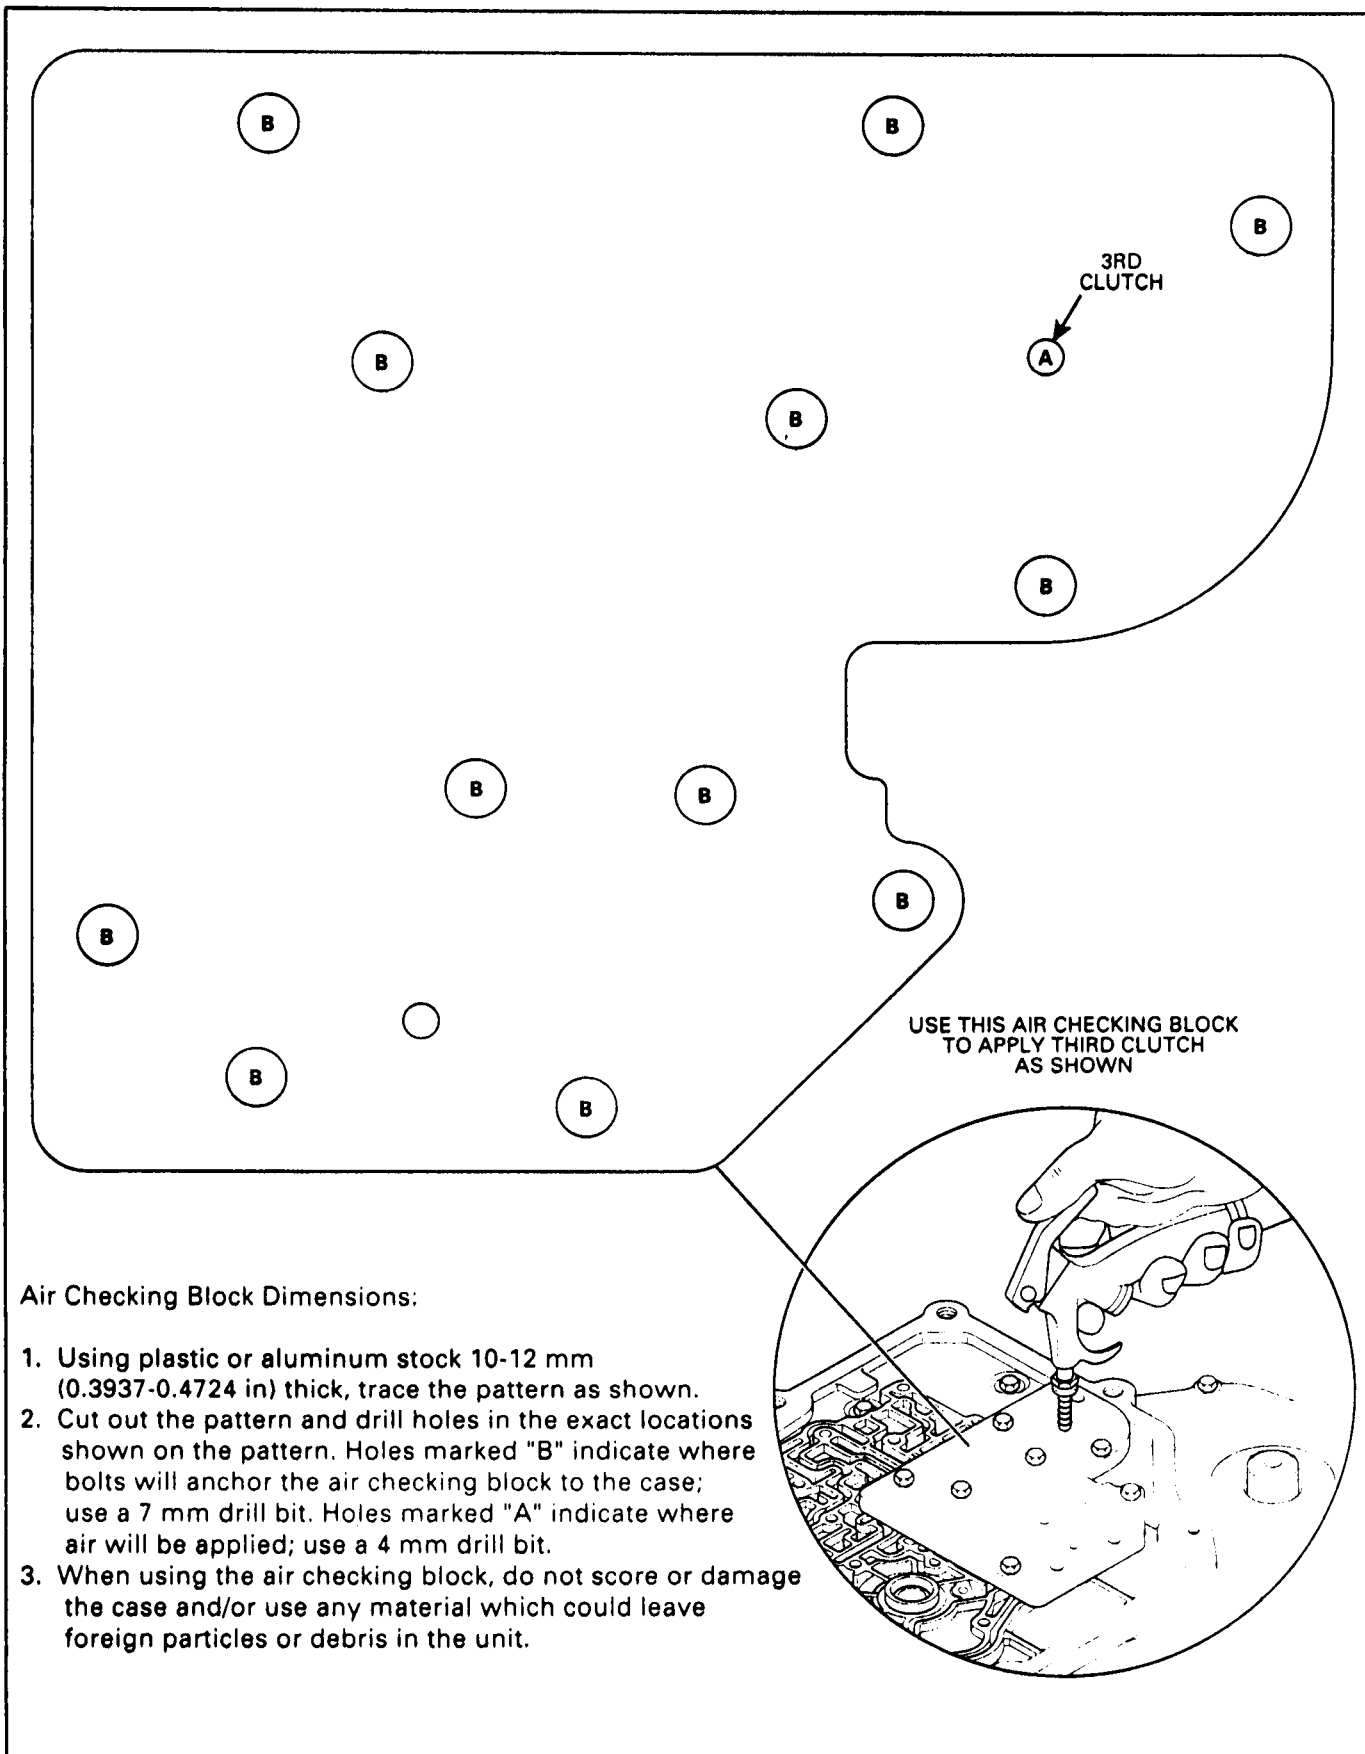 B
B
B
3RD
CLUTCH
A
B
B
B
B
B
B
B
B
B
USE THIS AIR CHECKING BLOCK
TO APPLY THIRD CLUTCH
AS SHOWN
Air Checking Block Dimensions:
1. Using plastic or aluminum stock 10-12 mm
(0.3937-0.4724 in) thick, trace the pattern as shown.
2. Cut out the pattern and drill holes in the exact locations
shown on the pattern. Holes marked "B" indicate where
bolts will anchor the air checking block to the case;
use a 7 mm drill bit. Holes marked "A" indicate where
air will be applied; use a 4 mm drill bit.
3. When using the air checking block, do not score or damage
the case and/or use any material which could leave
foreign particles or debris in the unit.